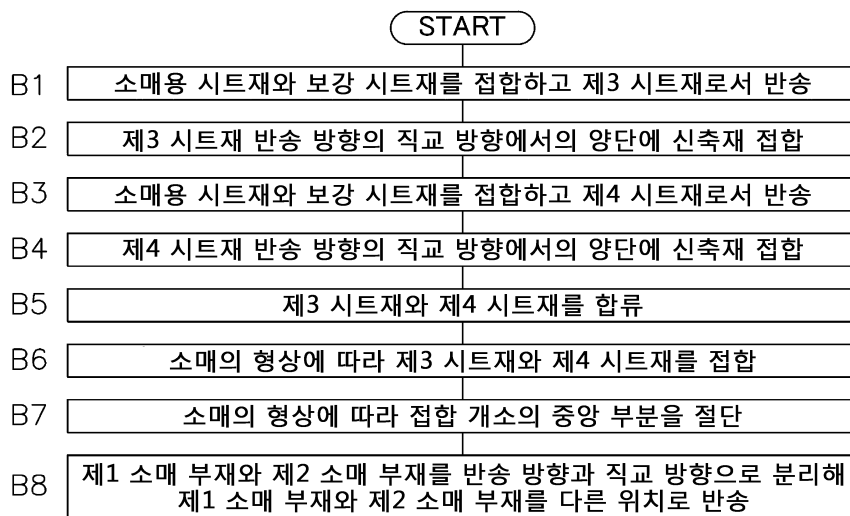 START
B1 소매용 시트재와 보강 시트재를 접합하고 제3 시트재로서 반송
B2 제3 시트재 반송 방향의 직교 방향에서의 양단에 신축재 접합
B3 소매용 시트재와 보강 시트재를 접합하고 제4 시트재로서 반송
B4 제4 시트재 반송 방향의 직교 방향에서의 양단에 신축재 접합
B5 제3 시트재와 제4 시트재를 합류
B6 소매의 형상에 따라 제3 시트재와 제4 시트재를 접합
B7 소매의 형상에 따라 접합 개소의 중앙 부분을 절단
B8 제1 소매 부재와 제2 소매 부재를 반송 방향과 직교 방향으로 분리해
제1 소매 부재와 제2 소매 부재를 다른 위치로 반송